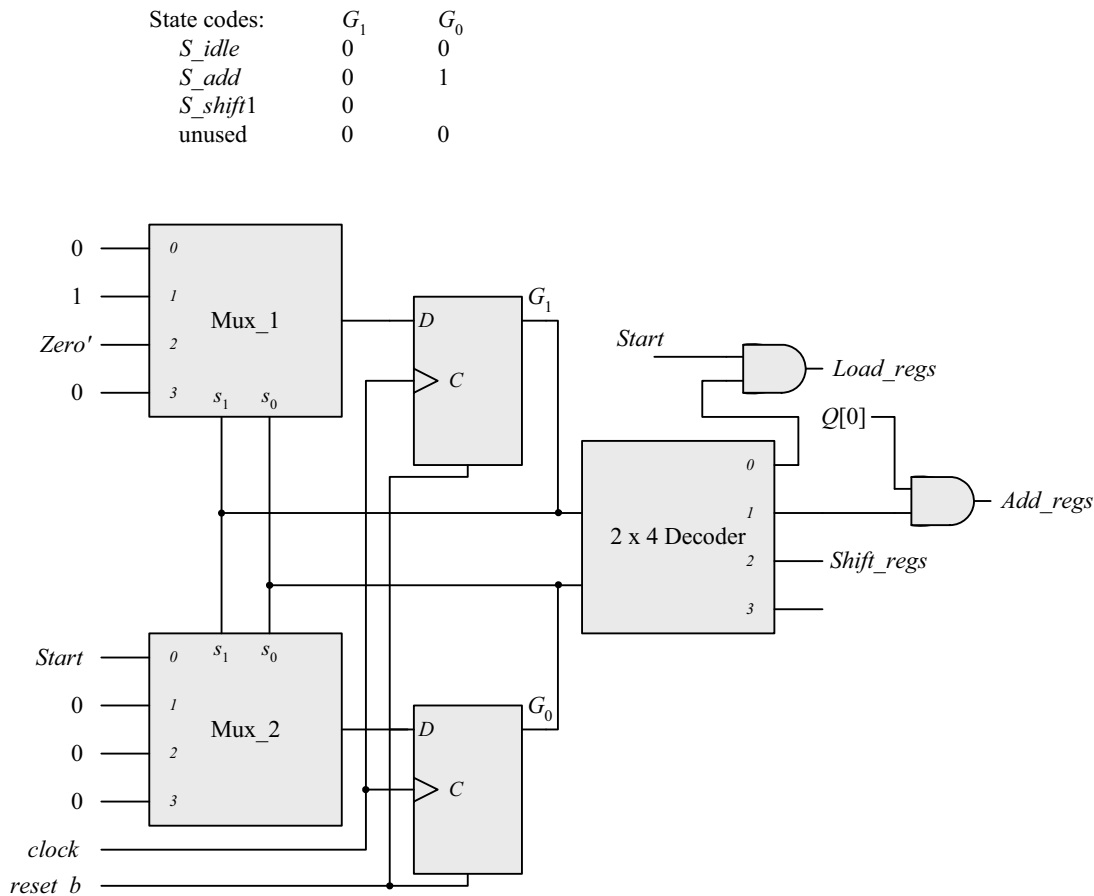 State codes: G1 G0
S_idle 0 0
S_add 0 1
S_shift1 0
unused 0 0
0 0
1 1
Zero' 2
0 3
Mux_1
s1 s0
D
C
G1
Start
Load_regs
Q[0]
Add_regs
0
1
2 x 4 Decoder
2
Shift_regs
3
Start 0
s1 s0
0 1
0 2
0 3
Mux_2
D
C
G0
clock
reset_b